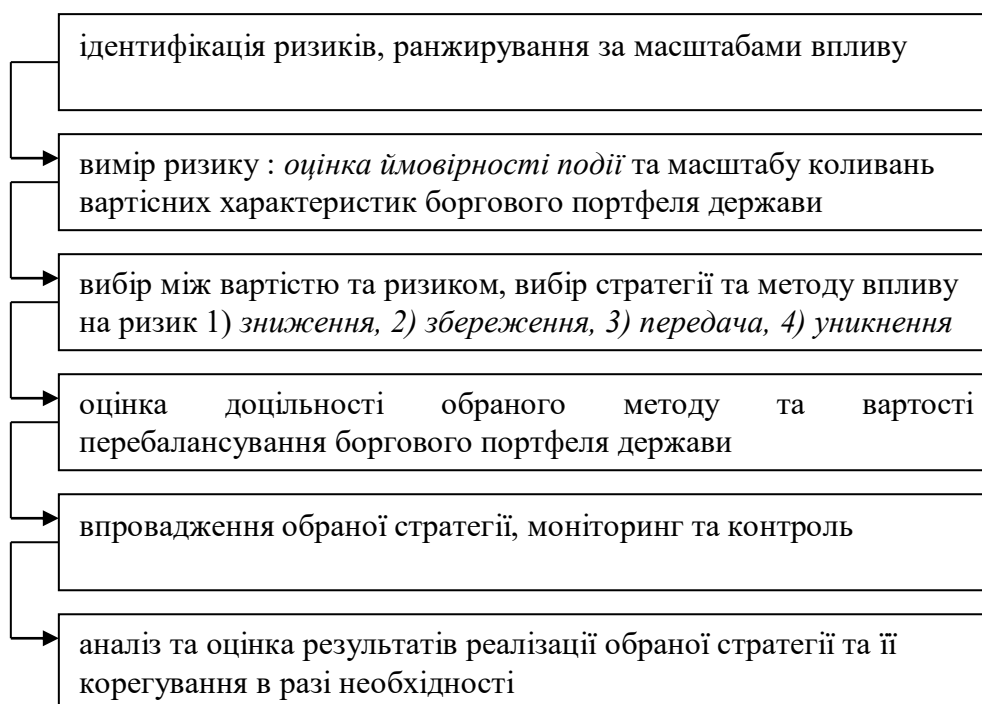 ідентифікація ризиків, ранжирування за масштабами впливу
вимір ризику : оцінка ймовірності події та масштабу коливань
вартісних характеристик боргового портфеля держави
вибір між вартістю та ризиком, вибір стратегії та методу впливу
на ризик 1) зниження, 2) збереження, 3) передача, 4) уникнення
оцінка доцільності обраного методу та вартості
перебалансування боргового портфеля держави
впровадження обраної стратегії, моніторинг та контроль
аналіз та оцінка результатів реалізації обраної стратегії та її
корегування в разі необхідності